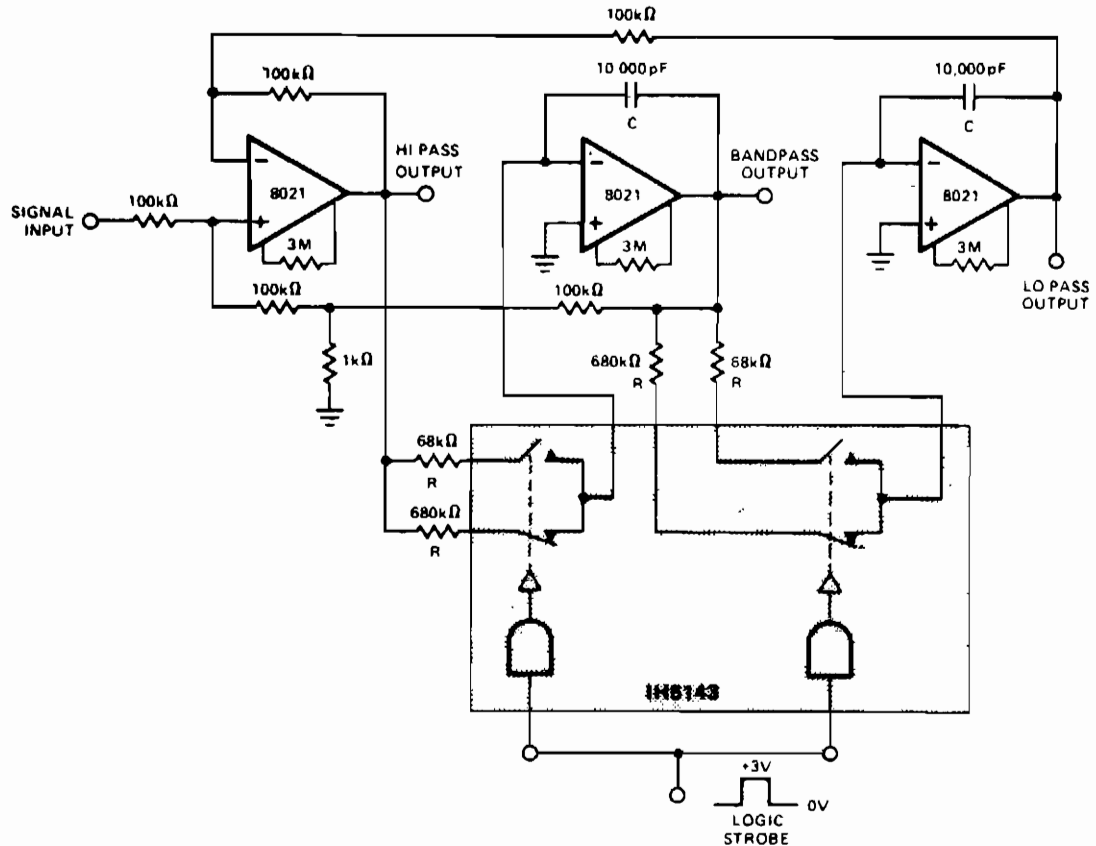 100kΩ
100kΩ
10 000pF
10,000pF
C
C
HI PASS
OUTPUT
BANDPASS
OUTPUT
−
8021
+
3M
−
8021
+
3M
−
8021
+
3M
SIGNAL
INPUT
100kΩ
LO PASS
OUTPUT
100kΩ
100kΩ
1kΩ
680kΩ
R
68kΩ
R
68kΩ
R
680kΩ
R
IH5143
+3V
0V
LOGIC
STROBE